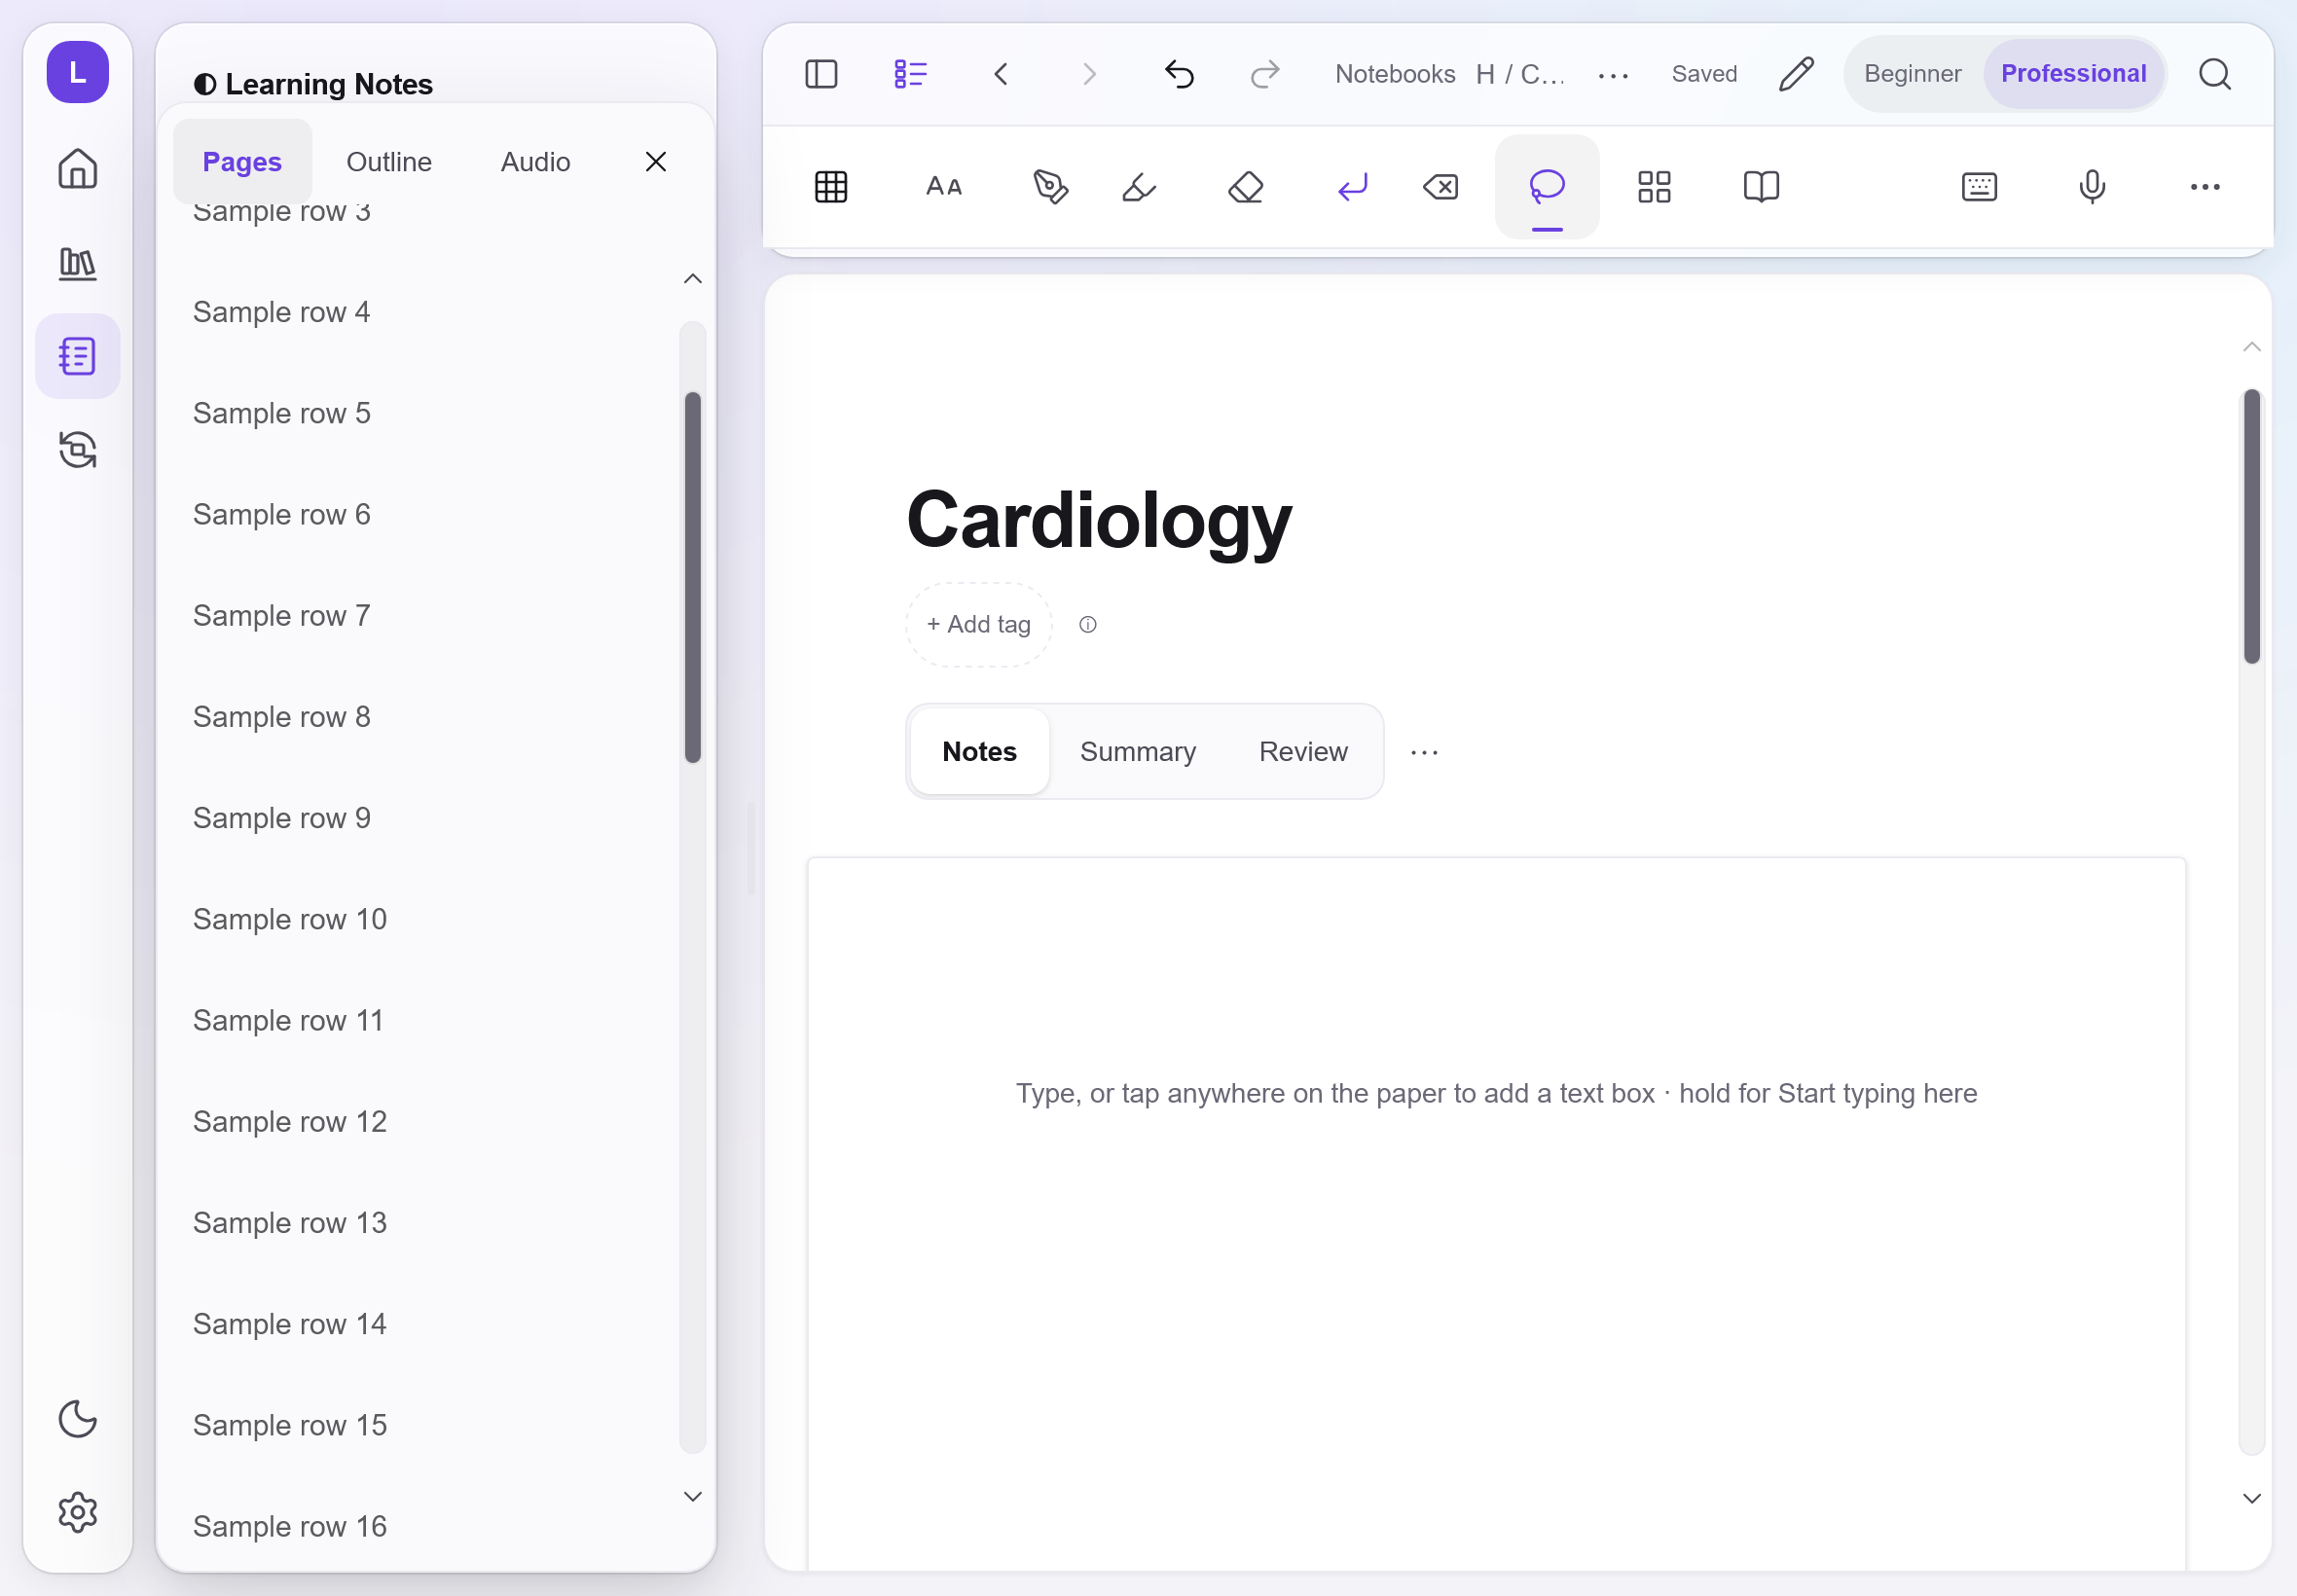 L
Learning Notes
Pages Outline Audio
Sample row 3
Sample row 4
Sample row 5
Sample row 6
Sample row 7
Sample row 8
Sample row 9
Sample row 10
Sample row 11
Sample row 12
Sample row 13
Sample row 14
Sample row 15
Sample row 16
Notebooks H / C... Saved Beginner Professional
AA
Cardiology
+ Add tag
Notes Summary Review
Type, or tap anywhere on the paper to add a text box · hold for Start typing here